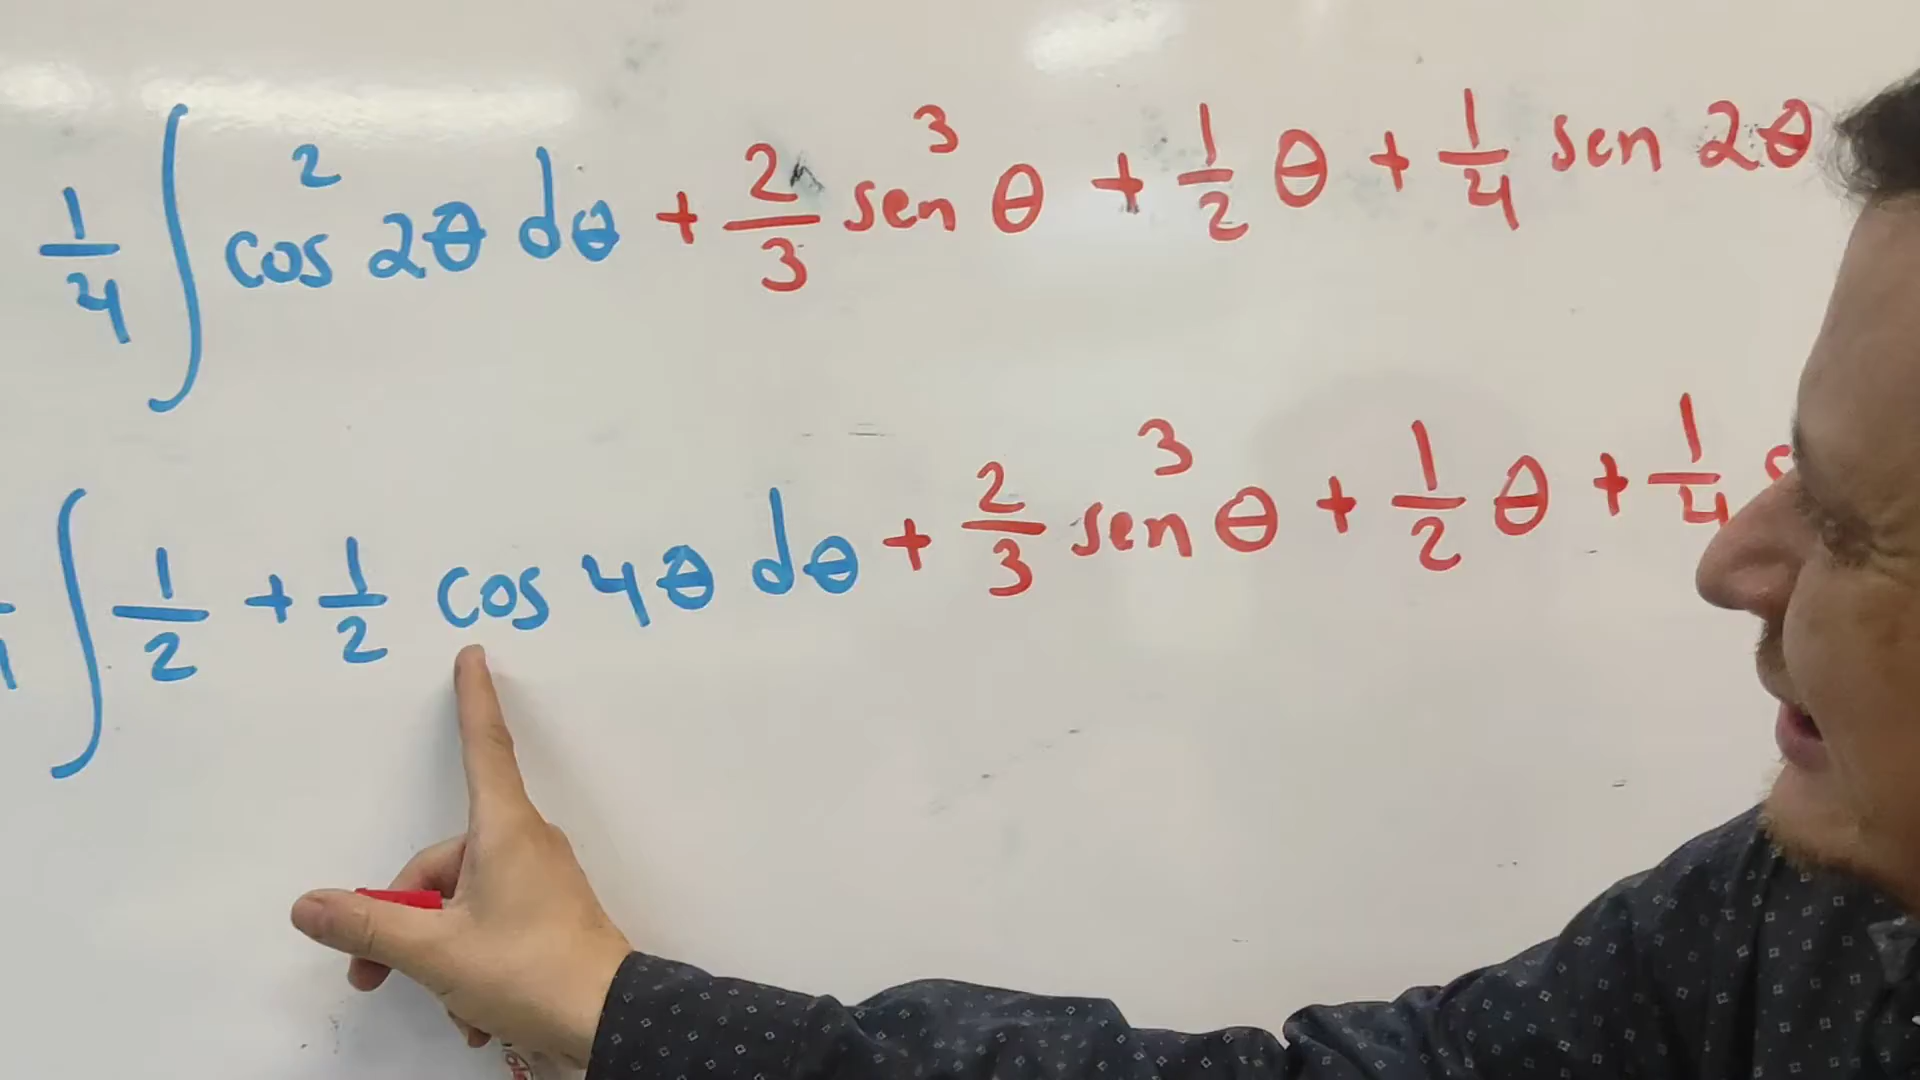 1/4 ∫ cos² 2θ dθ + 2/3 sen³ θ + 1/2 θ + 1/4 sen 2θ
∫ 1/2 + 1/2 cos 4θ dθ + 2/3 sen³ θ + 1/2 θ + 1/4 s